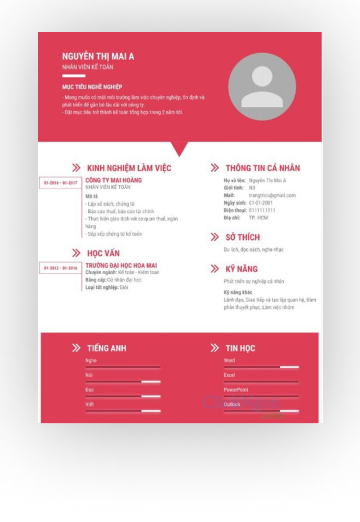 NGUYỄN THỊ MAI A
NHÂN VIÊN KẾ TOÁN
MỤC TIÊU NGHỀ NGHIỆP
- Mong muốn có một môi trường làm việc chuyên nghiệp, ổn định và
phát triển để gắn bó lâu dài với công ty.
- Đặt mục tiêu trở thành kế toán tổng hợp trong 2 năm tới
KINH NGHIỆM LÀM VIỆC
01-2016 - 01-2017
CÔNG TY MAI HOÀNG
NHÂN VIÊN KẾ TOÁN
Mô tả
- Lập sổ sách, chứng từ
- Báo cáo thuế, báo cáo tài chính
- Thực hiện giao dịch với cơ quan thuế, ngân
hàng
- Sắp xếp chứng từ kế toán
HỌC VẤN
01-2012 - 01-2016
TRƯỜNG ĐẠI HỌC HOA MAI
Chuyên ngành: Kế toán - Kiểm toán
Bằng cấp: Cử nhân đại học
Loại tốt nghiệp: Giỏi
THÔNG TIN CÁ NHÂN
Họ và tên: Nguyễn Thị Mai A
Giới tính: Nữ
Mail: trangtricu@gmail.com
Ngày sinh: 01-01-2001
Điện thoại: 0111111111
Địa chỉ: TP. HCM
SỞ THÍCH
Du lịch, đọc sách, nghe nhạc
KỸ NĂNG
Phát triển sự nghiệp cá nhân
Kỹ năng khác
Lãnh đạo, Giao tiếp và tạo lập quan hệ, Đàm
phán thuyết phục, Làm việc nhóm
TIẾNG ANH
Nghe
Nói
Đọc
Viết
TIN HỌC
Word
Excel
PowerPoint
Outlook